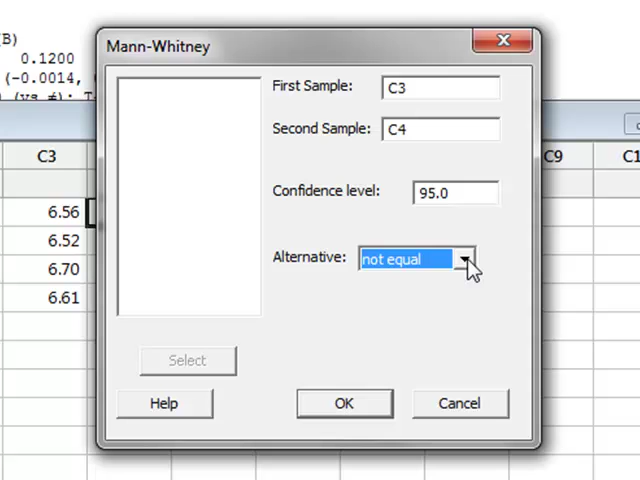 (B)
0.1200
(-0.0014,
(vs ≠): T
Mann-Whitney
First Sample: C3
Second Sample: C4
Confidence level: 95.0
Alternative: not equal
Select
Help OK Cancel
C3 C9 C1
6.56
6.52
6.70
6.61